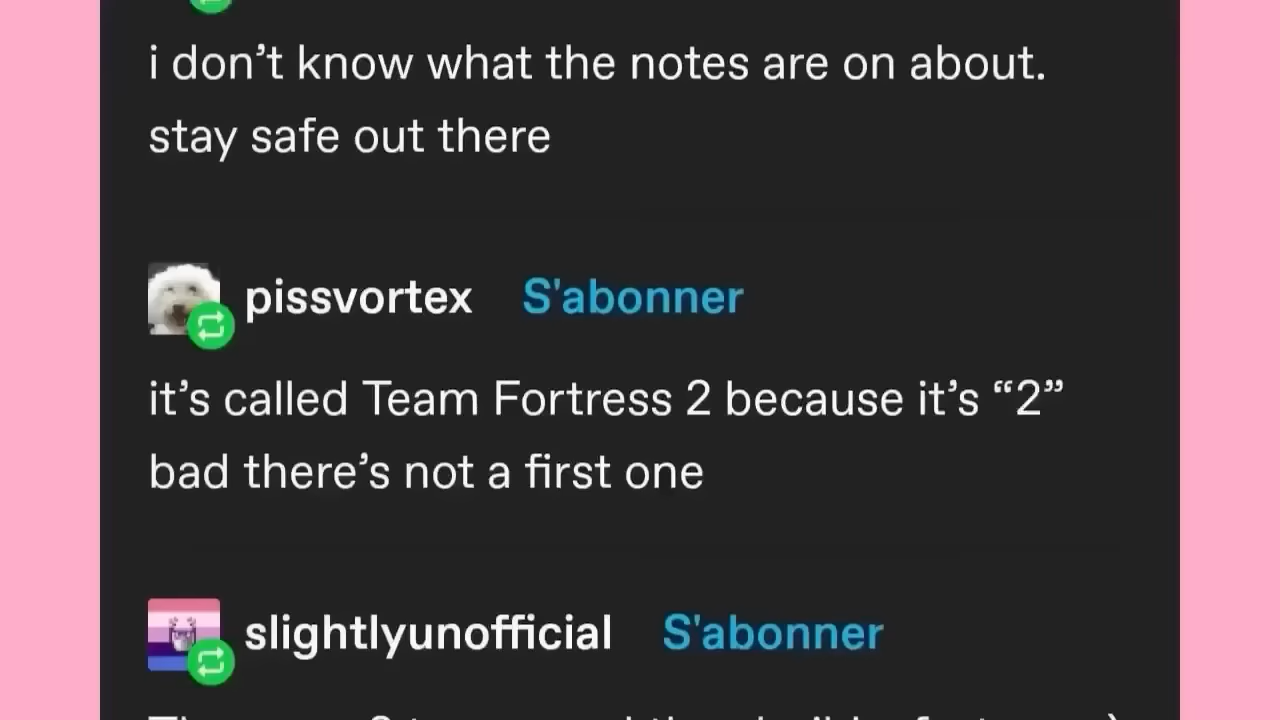 i don’t know what the notes are on about.
stay safe out there
pissvortex S'abonner
it’s called Team Fortress 2 because it’s “2”
bad there’s not a first one
slightlyunofficial S'abonner